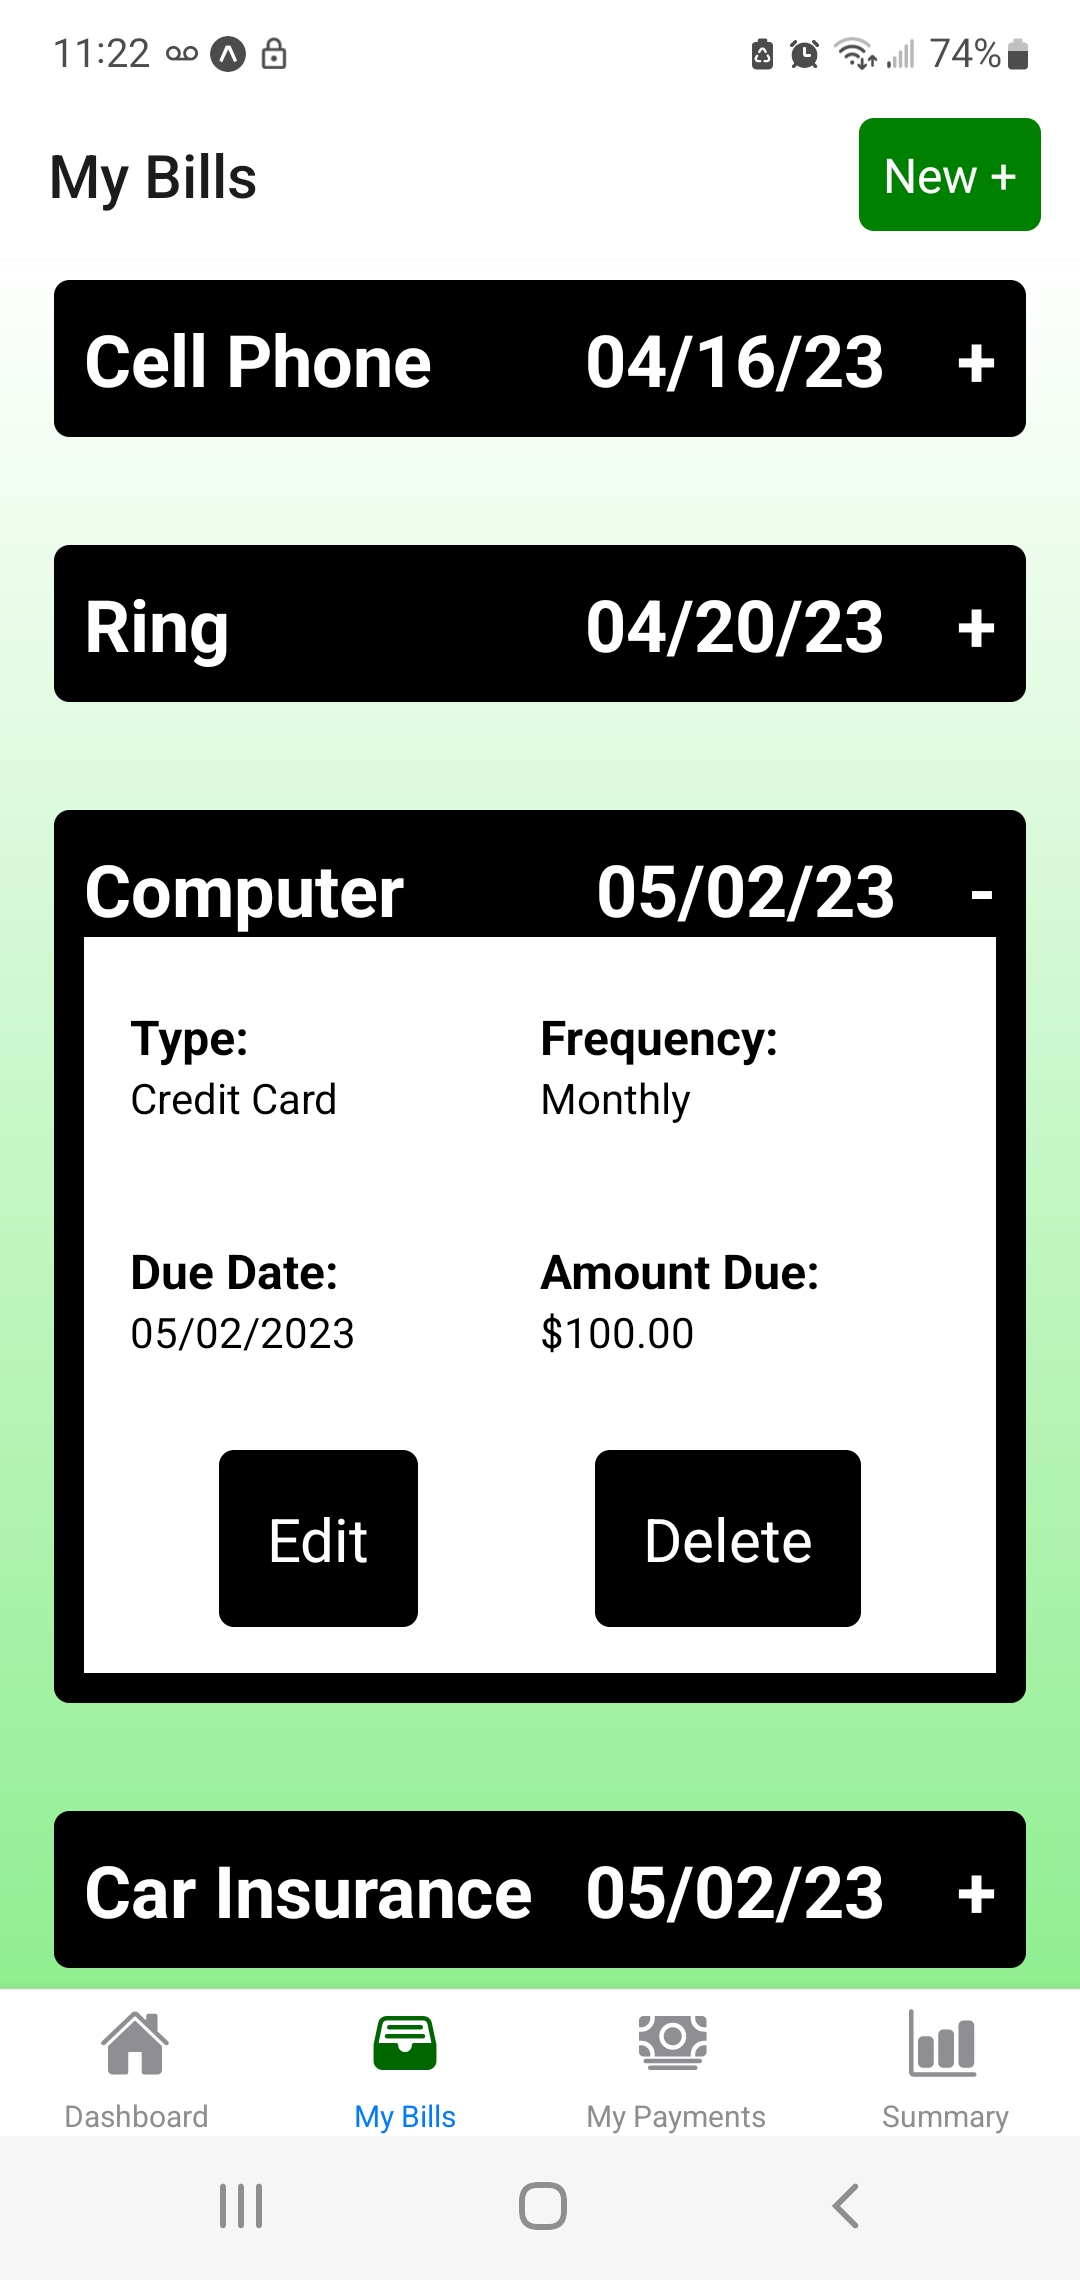 11:22 74%
My Bills New +
Cell Phone 04/16/23 +
Ring 04/20/23 +
Computer 05/02/23 -
Type: Frequency:
Credit Card Monthly
Due Date: Amount Due:
05/02/2023 $100.00
Edit Delete
Car Insurance 05/02/23 +
Dashboard My Bills My Payments Summary